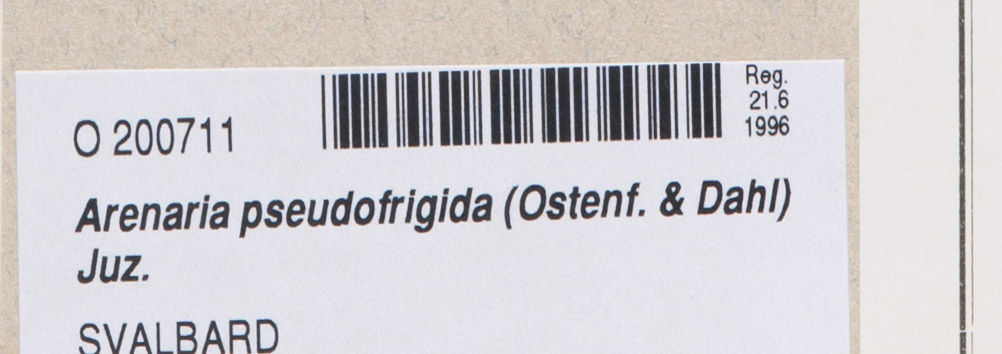 O 200711
Reg.
21.6
1996
Arenaria pseudofrigida (Ostenf. & Dahl)
Juz.
SVALBARD